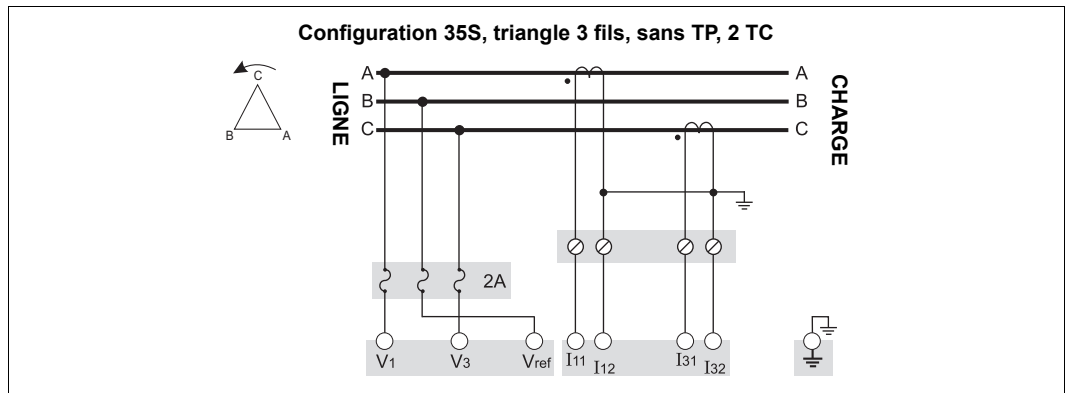 Configuration 35S, triangle 3 fils, sans TP, 2 TC
C
B A
LIGNE
A A
B B
C C
CHARGE
2A
V1 V3 Vref I11 I12 I31 I32